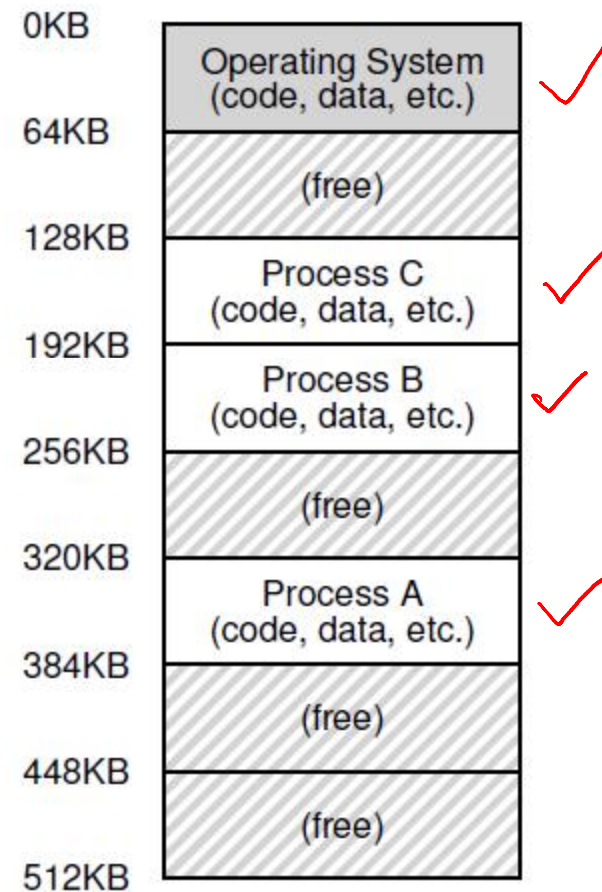 0KB
Operating System
(code, data, etc.)
64KB
(free)
128KB
Process C
(code, data, etc.)
192KB
Process B
(code, data, etc.)
256KB
(free)
320KB
Process A
(code, data, etc.)
384KB
(free)
448KB
(free)
512KB